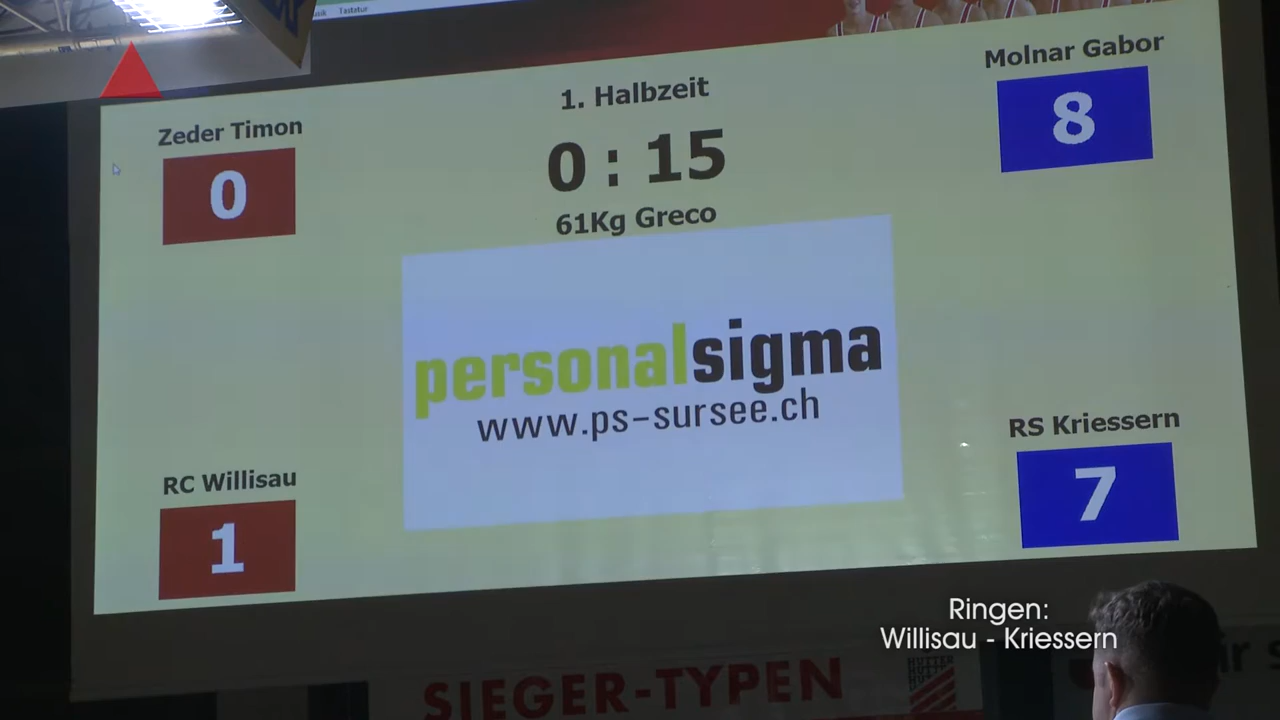 Tastatur
Molnar Gabor
8
1. Halbzeit
Zeder Timon
0
0 : 15
61Kg Greco
personalsigma
www.ps-sursee.ch
RS Kriessern
7
RC Willisau
1
Ringen:
Willisau - Kriessern
SIEGER-TYPEN